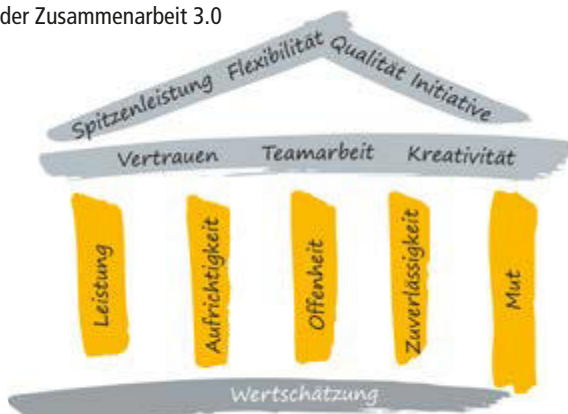 der Zusammenarbeit 3.0
Spitzenleistung Flexibilität Qualität Initiative
Vertrauen Teamarbeit Kreativität
Leistung
Aufrichtigkeit
Offenheit
Zuverlässigkeit
Mut
Wertschätzung